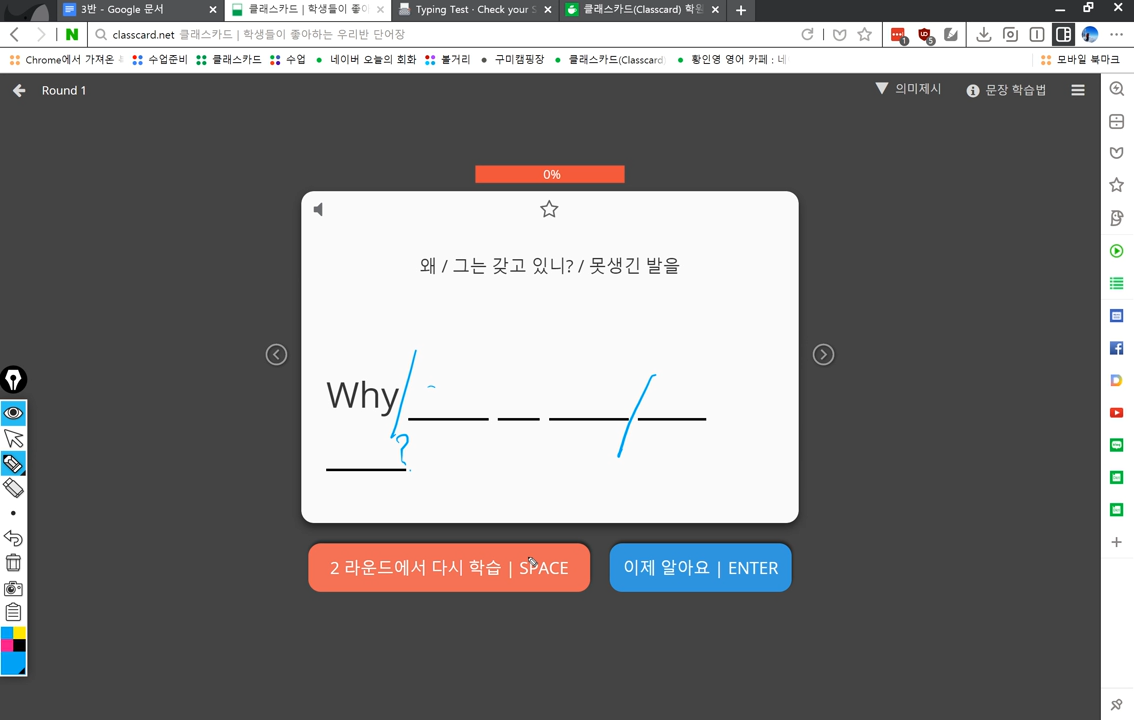 3반 - Google 문서
클래스카드 | 학생들이 좋아
Typing Test · Check your S
클래스카드(Classcard) 학원
classcard.net 클래스카드 | 학생들이 좋아하는 우리반 단어장
Chrome에서 가져온
수업준비
클래스카드
수업
네이버 오늘의 회화
볼거리
구미캠핑장
클래스카드(Classcard
황인영 영어 카페 : 네
모바일 북마크
Round 1
의미제시
문장 학습법
0%
왜 / 그는 갖고 있니? / 못생긴 발을
Why /
/
?
2 라운드에서 다시 학습 | SPACE
이제 알아요 | ENTER